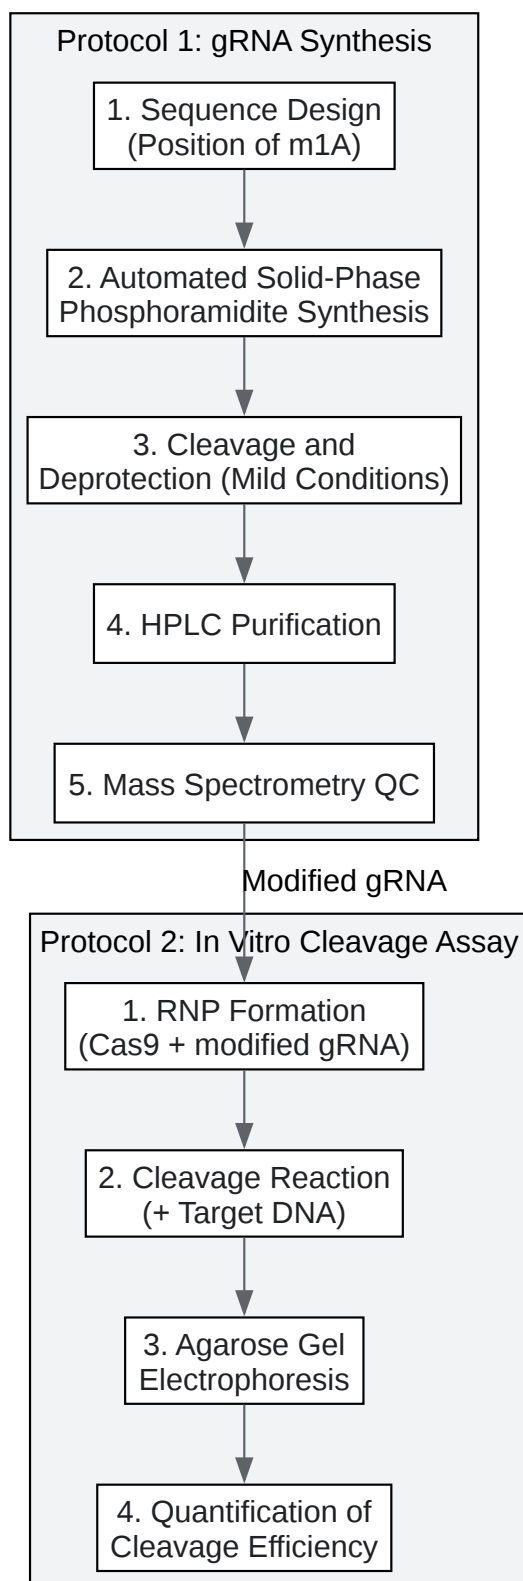 Protocol 1: gRNA Synthesis
1. Sequence Design
(Position of m1A)
2. Automated Solid-Phase
Phosphoramidite Synthesis
3. Cleavage and
Deprotection (Mild Conditions)
4. HPLC Purification
5. Mass Spectrometry QC
Modified gRNA
Protocol 2: In Vitro Cleavage Assay
1. RNP Formation
(Cas9 + modified gRNA)
2. Cleavage Reaction
(+ Target DNA)
3. Agarose Gel
Electrophoresis
4. Quantification of
Cleavage Efficiency